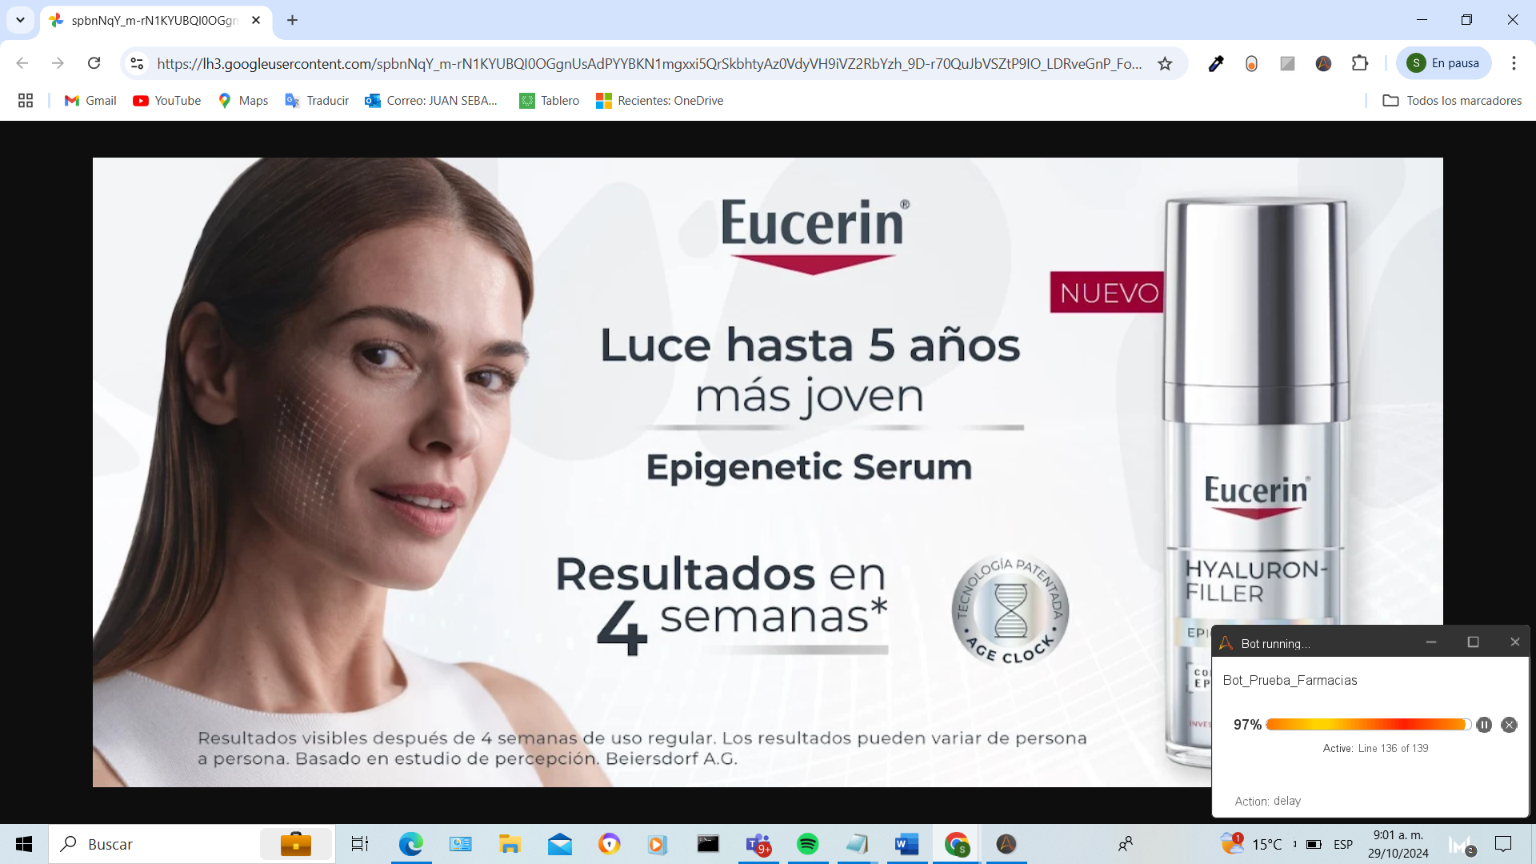 spbnNqY_m-rN1KYUBQI0OGgn
https://lh3.googleusercontent.com/spbnNqY_m-rN1KYUBQI0OGgnUsAdPYYBKN1mgxxi5QrSkbhtyAz0VdyVH9iVZ2RbYzh_9D-r70QuJbVSZtP9IO_LDRveGnP_Fo...
S En pausa
Gmail YouTube Maps Traducir Correo: JUAN SEBA... Tablero Recientes: OneDrive Todos los marcadores
Eucerin®
NUEVO
Luce hasta 5 años
más joven
Epigenetic Serum
Resultados en
4 semanas*
TECNOLOGÍA PATENTADA
• AGE CLOCK •
Eucerin®
HYALURON-
FILLER
Resultados visibles después de 4 semanas de uso regular. Los resultados pueden variar de persona
a persona. Basado en estudio de percepción. Beiersdorf A.G.
Bot running...
Bot_Prueba_Farmacias
97%
Active: Line 136 of 139
Action: delay
Buscar
9+
1
15°C
ESP
9:01 a. m.
29/10/2024
2